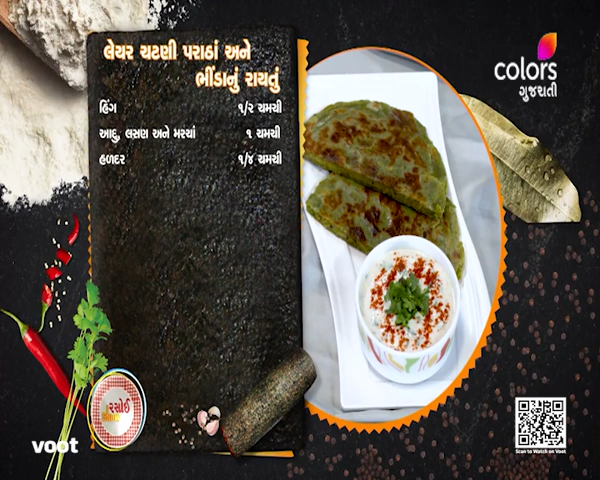 લેયર ચટણી પરાઠાં અને
ભીંડાનું રાયતું
હિંગ ૧/૨ ચમચી
આદુ, લસણ અને મરચાં ૧ ચમચી
હળદર ૧/૪ ચમચી
colors
ગુજરાતી
રસોઈ
voot
Scan to Watch on Voot